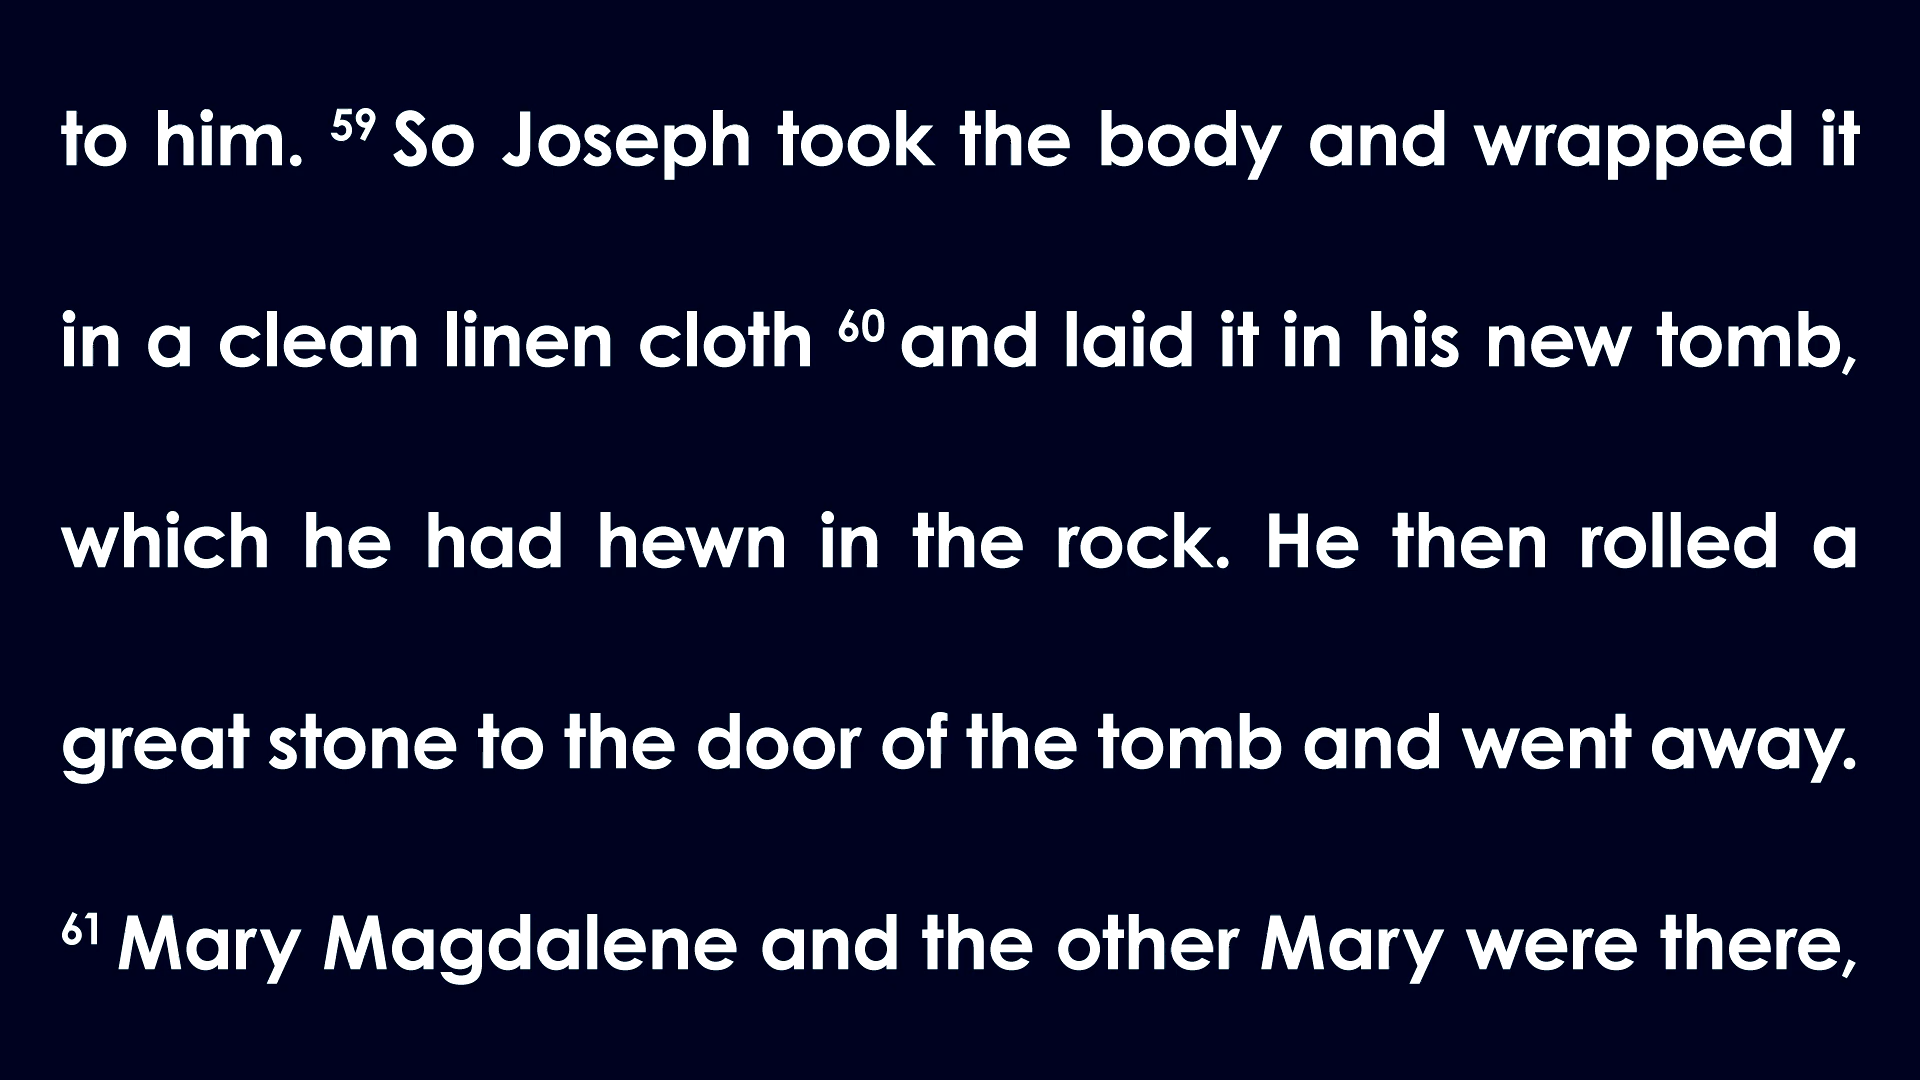 to him. ⁵⁹ So Joseph took the body and wrapped it
in a clean linen cloth ⁶⁰ and laid it in his new tomb,
which he had hewn in the rock. He then rolled a
great stone to the door of the tomb and went away.
⁶¹ Mary Magdalene and the other Mary were there,